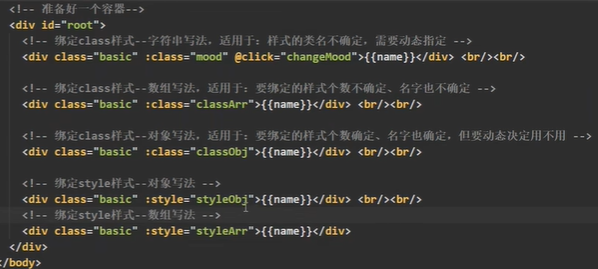 <!-- 准备好一个容器-->
<div id="root">
<!-- 绑定class样式--字符串写法，适用于：样式的类名不确定，需要动态指定 -->
<div class="basic" :class="mood" @click="changeMood">{{name}}</div> <br/><br/>
<!-- 绑定class样式--数组写法，适用于：要绑定的样式个数不确定、名字也不确定 -->
<div class="basic" :class="classArr">{{name}}</div> <br/><br/>
<!-- 绑定class样式--对象写法，适用于：要绑定的样式个数确定、名字也确定，但要动态决定用不用 -->
<div class="basic" :class="classObj">{{name}}</div> <br/><br/>
<!-- 绑定style样式--对象写法 -->
<div class="basic" :style="styleObj">{{name}}</div> <br/><br/>
<!-- 绑定style样式--数组写法 -->
<div class="basic" :style="styleArr">{{name}}</div>
</div>
</body>